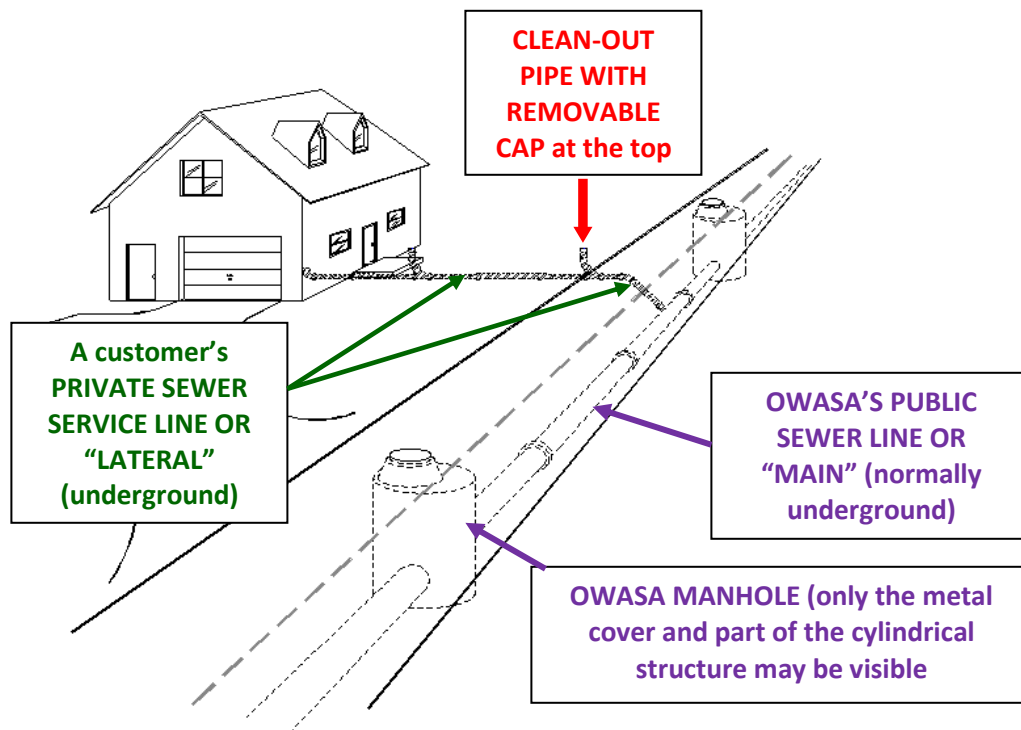 CLEAN-OUT
PIPE WITH
REMOVABLE
CAP at the top
A customer’s
PRIVATE SEWER
SERVICE LINE OR
“LATERAL”
(underground)
OWASA’S PUBLIC
SEWER LINE OR
“MAIN” (normally
underground)
OWASA MANHOLE (only the metal
cover and part of the cylindrical
structure may be visible